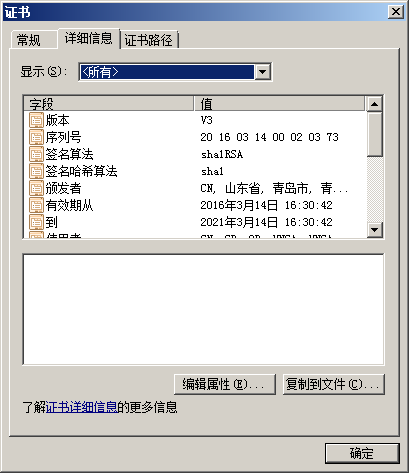 证书
常规 详细信息 证书路径
显示(S): <所有>
字段 值
版本 V3
序列号 20 16 03 14 00 02 03 73
签名算法 sha1RSA
签名哈希算法 sha1
颁发者 CN, 山东省, 青岛市, 青...
有效期从 2016年3月14日 16:30:42
到 2021年3月14日 16:30:42
编辑属性(E)... 复制到文件(C)...
了解证书详细信息的更多信息
确定